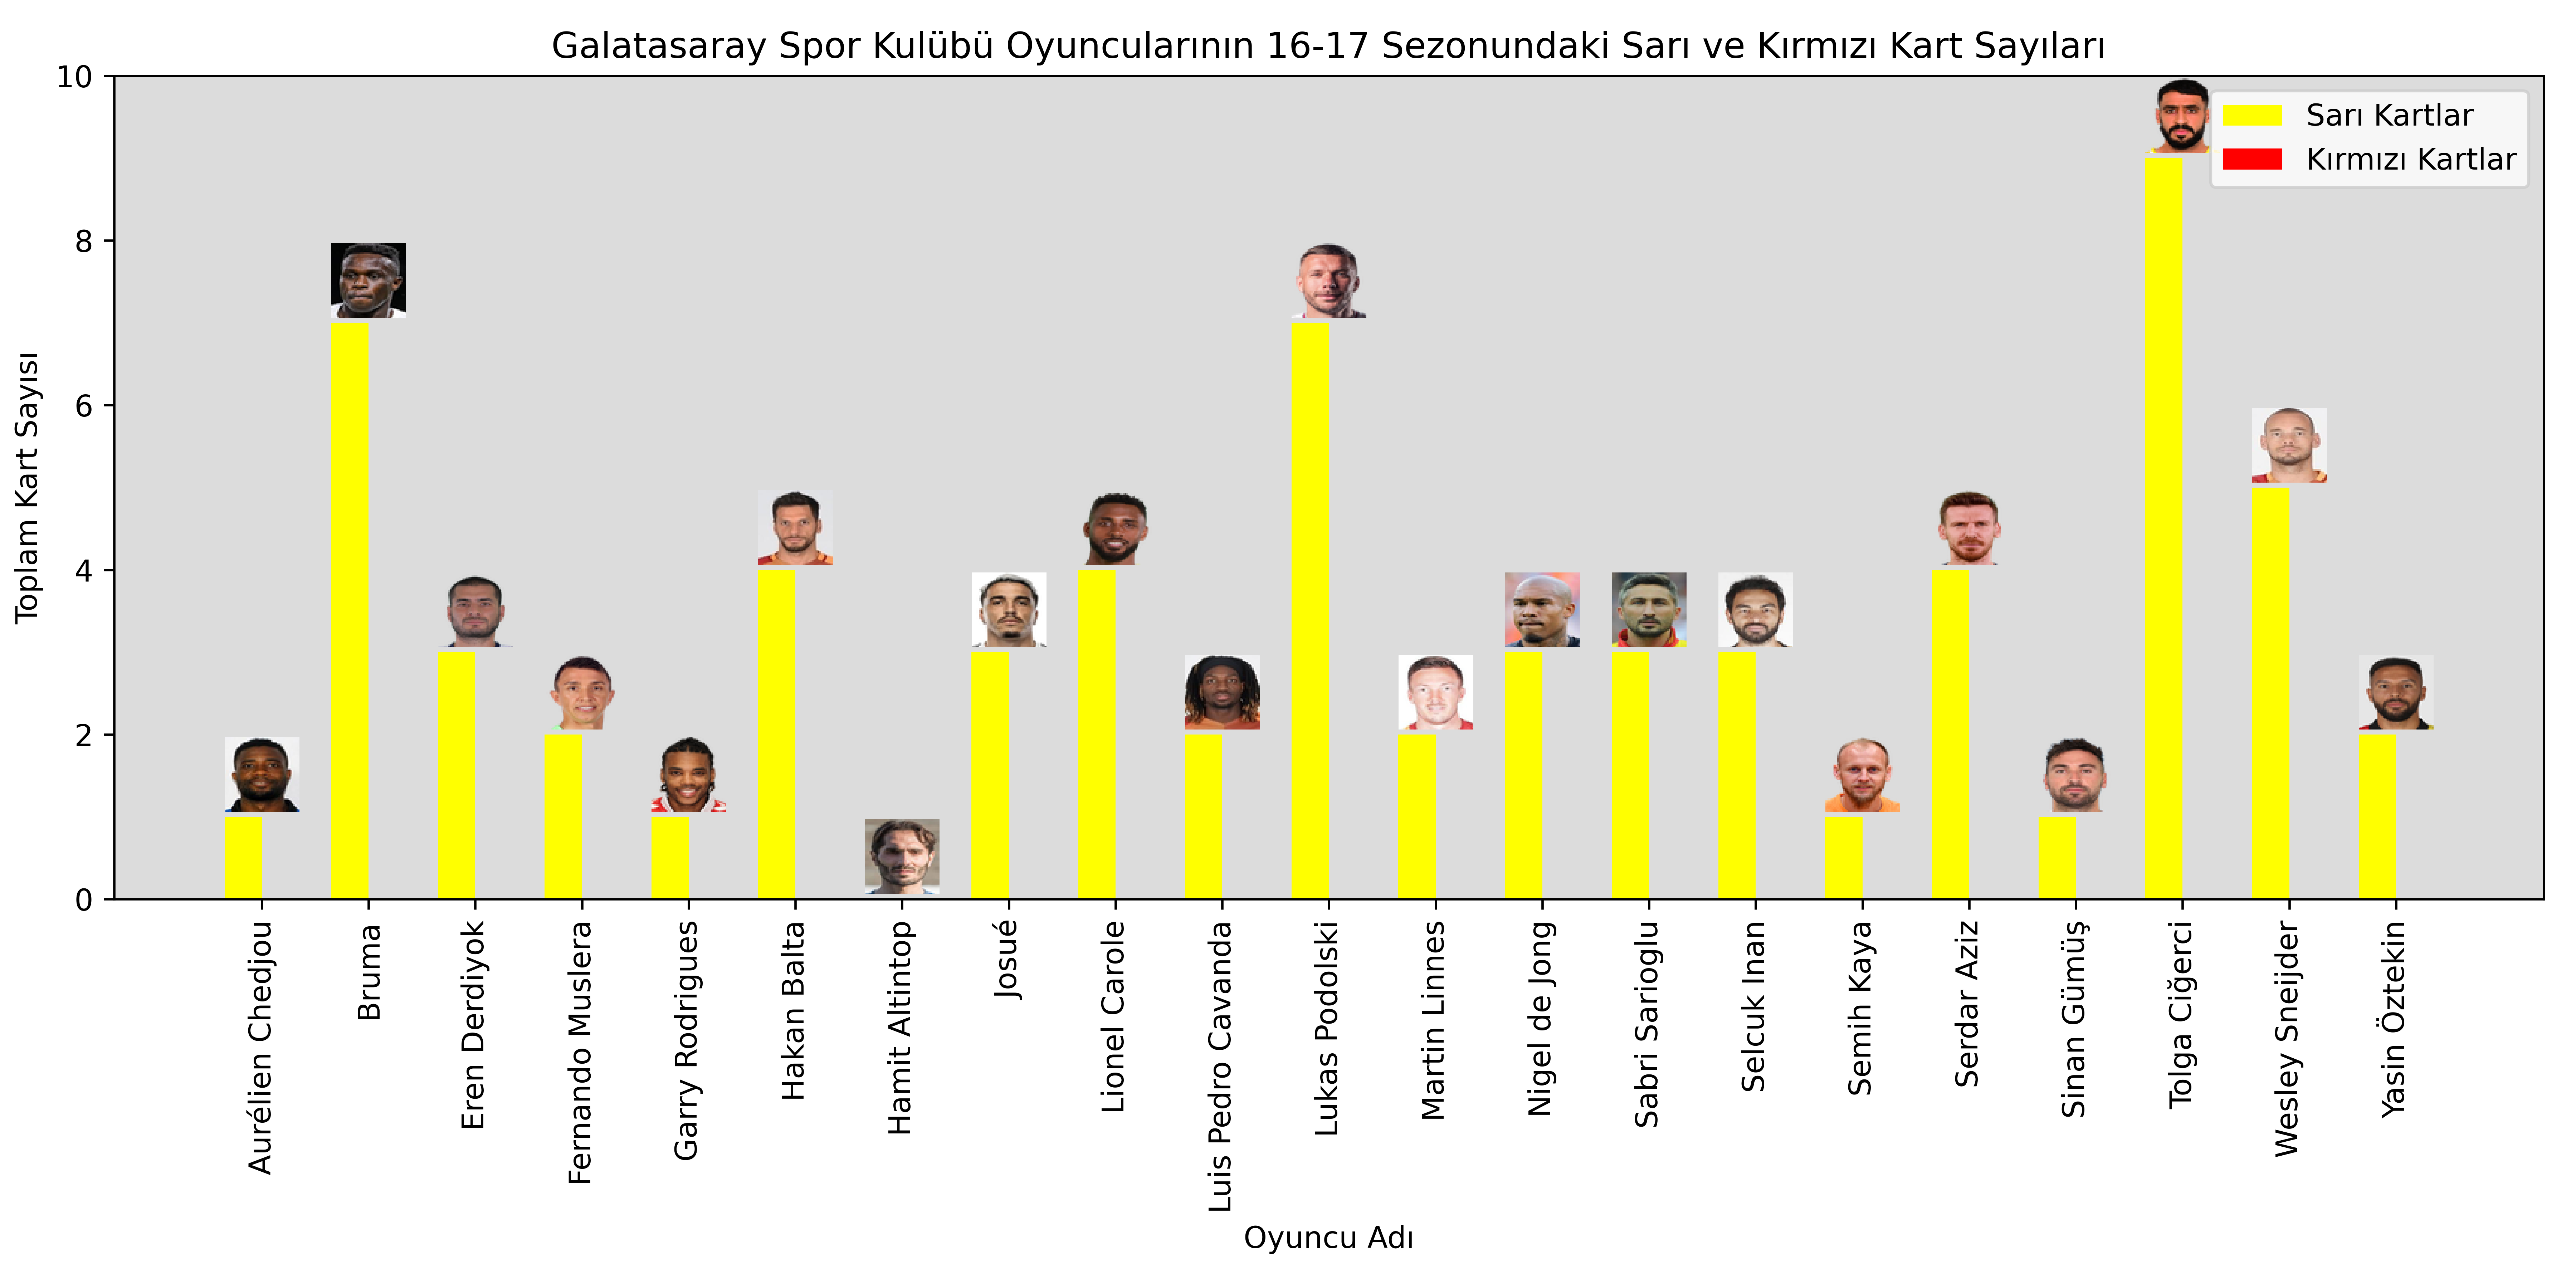 Galatasaray Spor Kulübü Oyuncularının 16-17 Sezonundaki Sarı ve Kırmızı Kart Sayıları
Sarı Kartlar
Kırmızı Kartlar
Toplam Kart Sayısı
10
8
6
4
2
0
Aurélien Chedjou
Bruma
Eren Derdiyok
Fernando Muslera
Garry Rodrigues
Hakan Balta
Hamit Altintop
Josué
Lionel Carole
Luis Pedro Cavanda
Lukas Podolski
Martin Linnes
Nigel de Jong
Sabri Sarioglu
Selcuk Inan
Semih Kaya
Serdar Aziz
Sinan Gümüş
Tolga Ciğerci
Wesley Sneijder
Yasin Öztekin
Oyuncu Adı